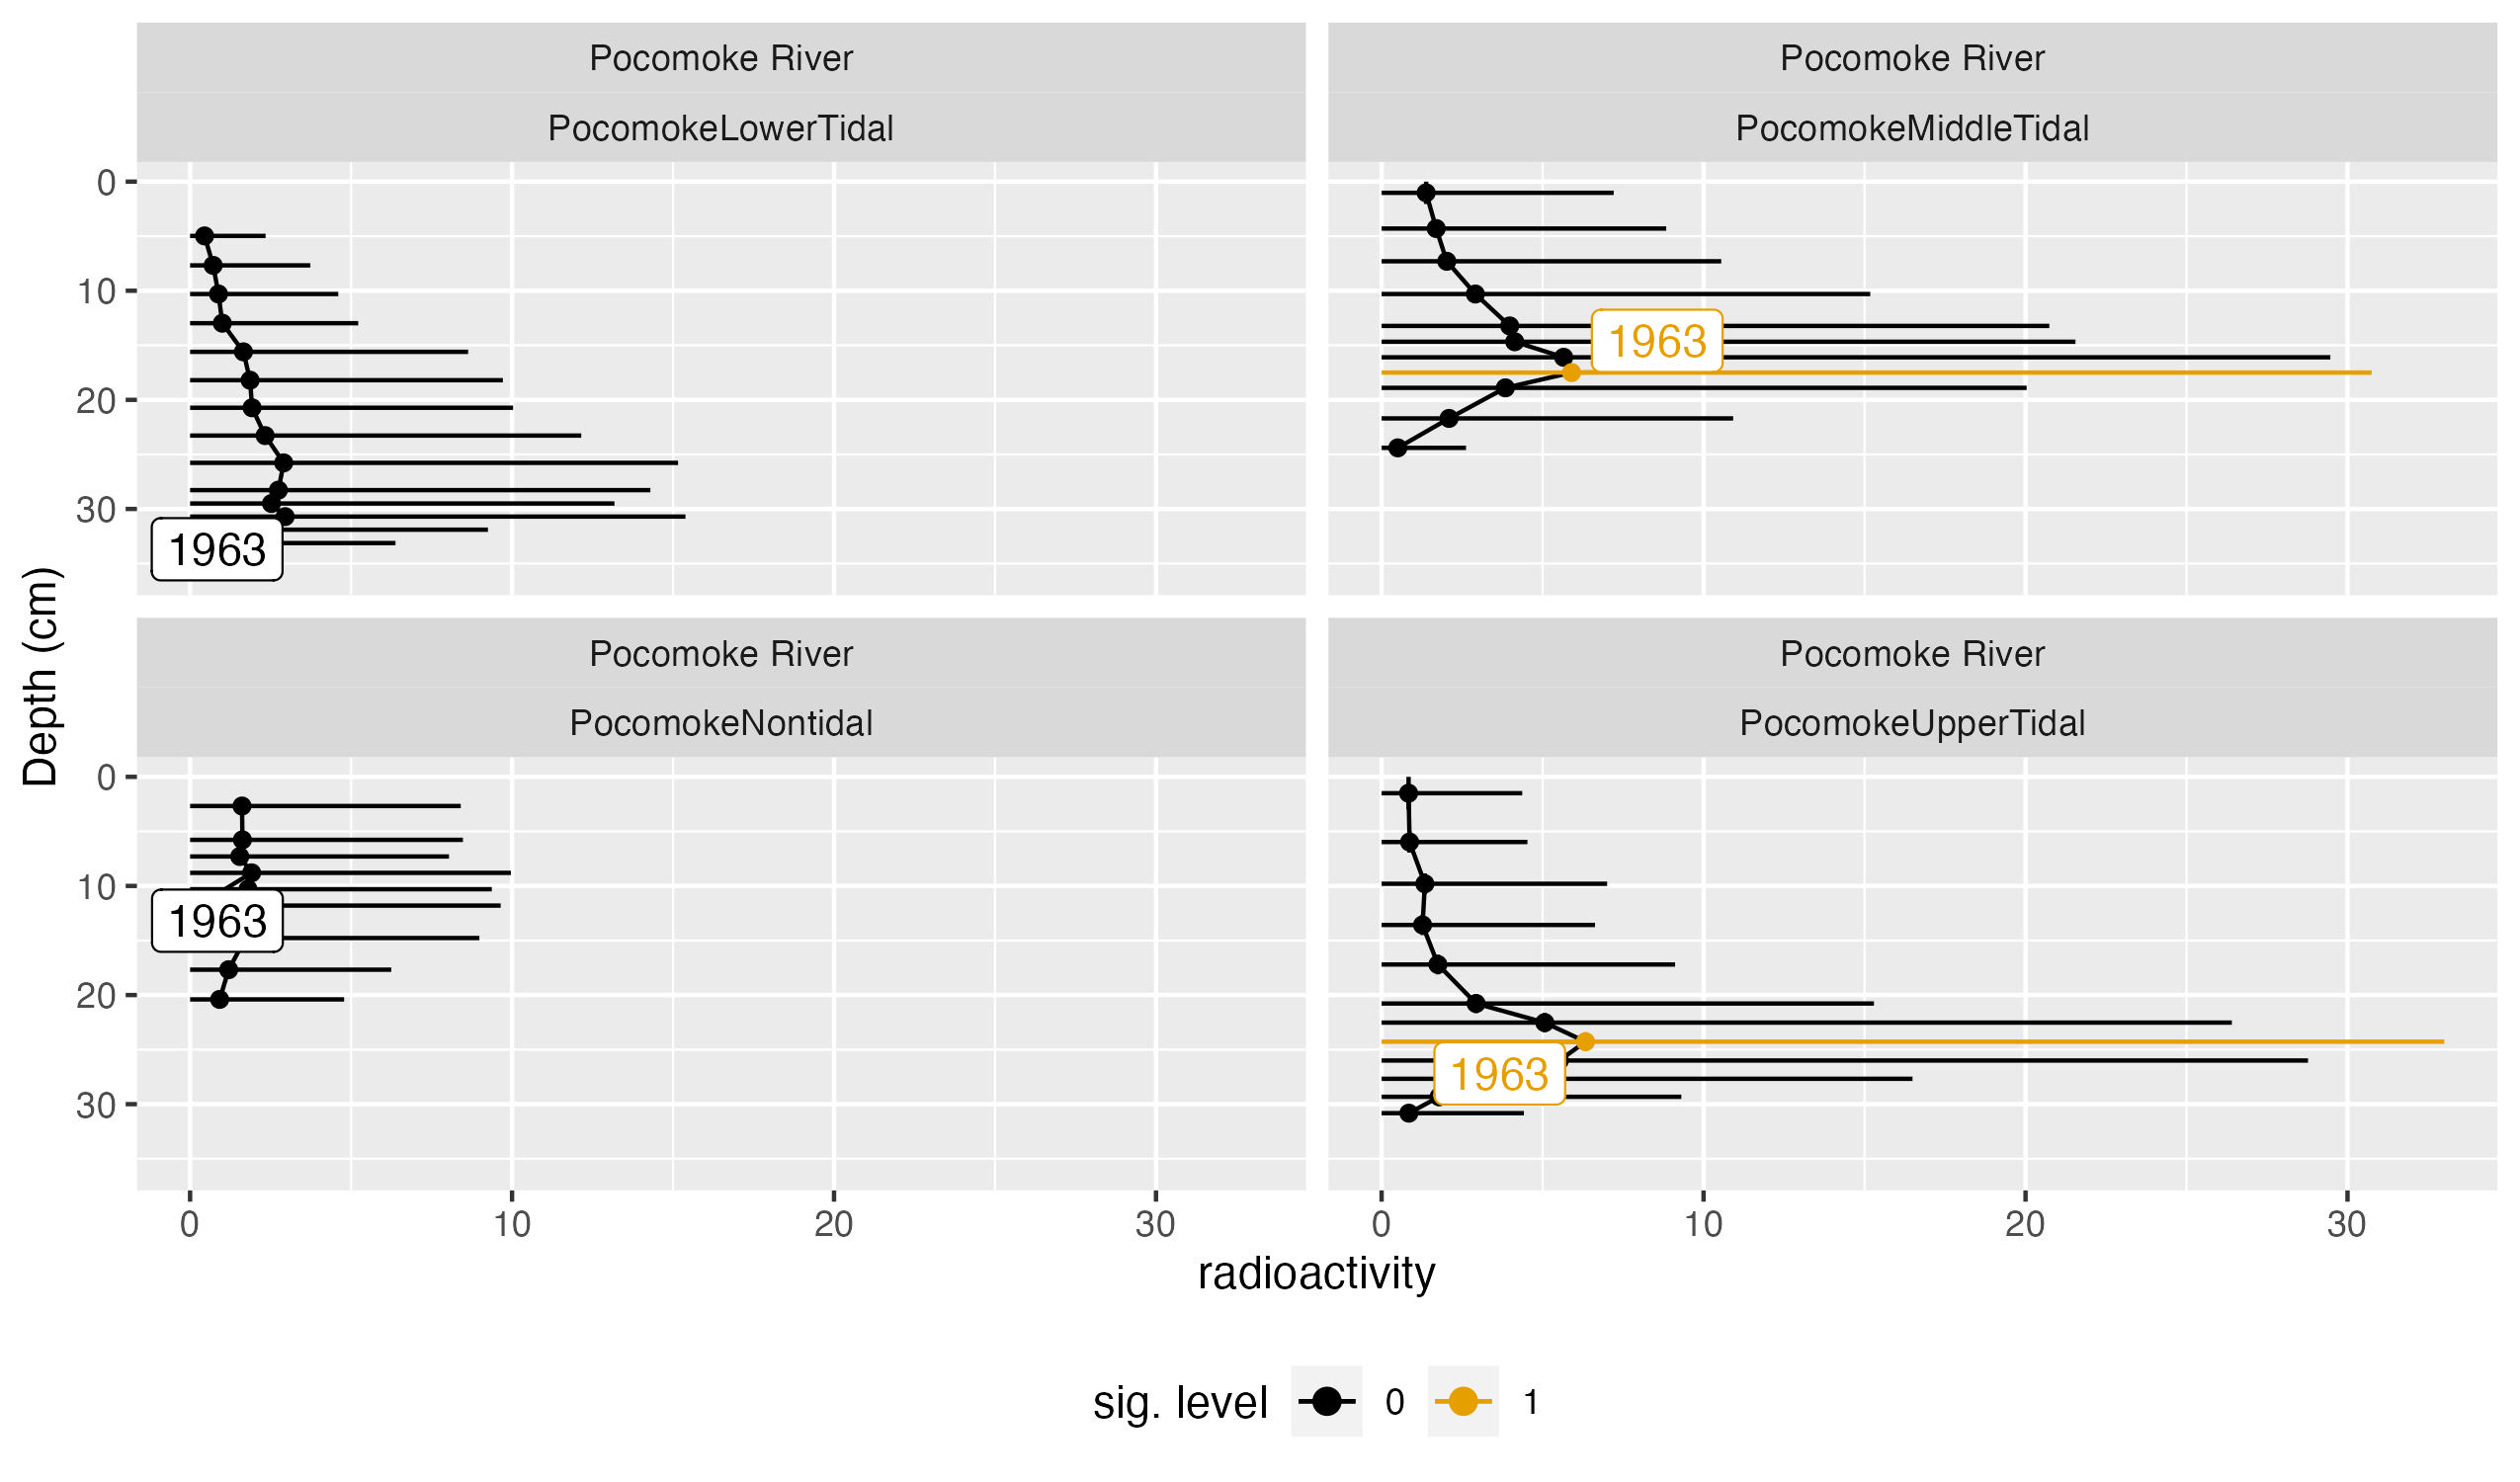 Pocomoke River
PocomokeLowerTidal
Pocomoke River
PocomokeMiddleTidal
0
10
20
30
1963
1963
Pocomoke River
PocomokeNontidal
Pocomoke River
PocomokeUpperTidal
0
10
20
30
1963
1963
Depth (cm)
0 10 20 30
0 10 20 30
radioactivity
sig. level 0 1